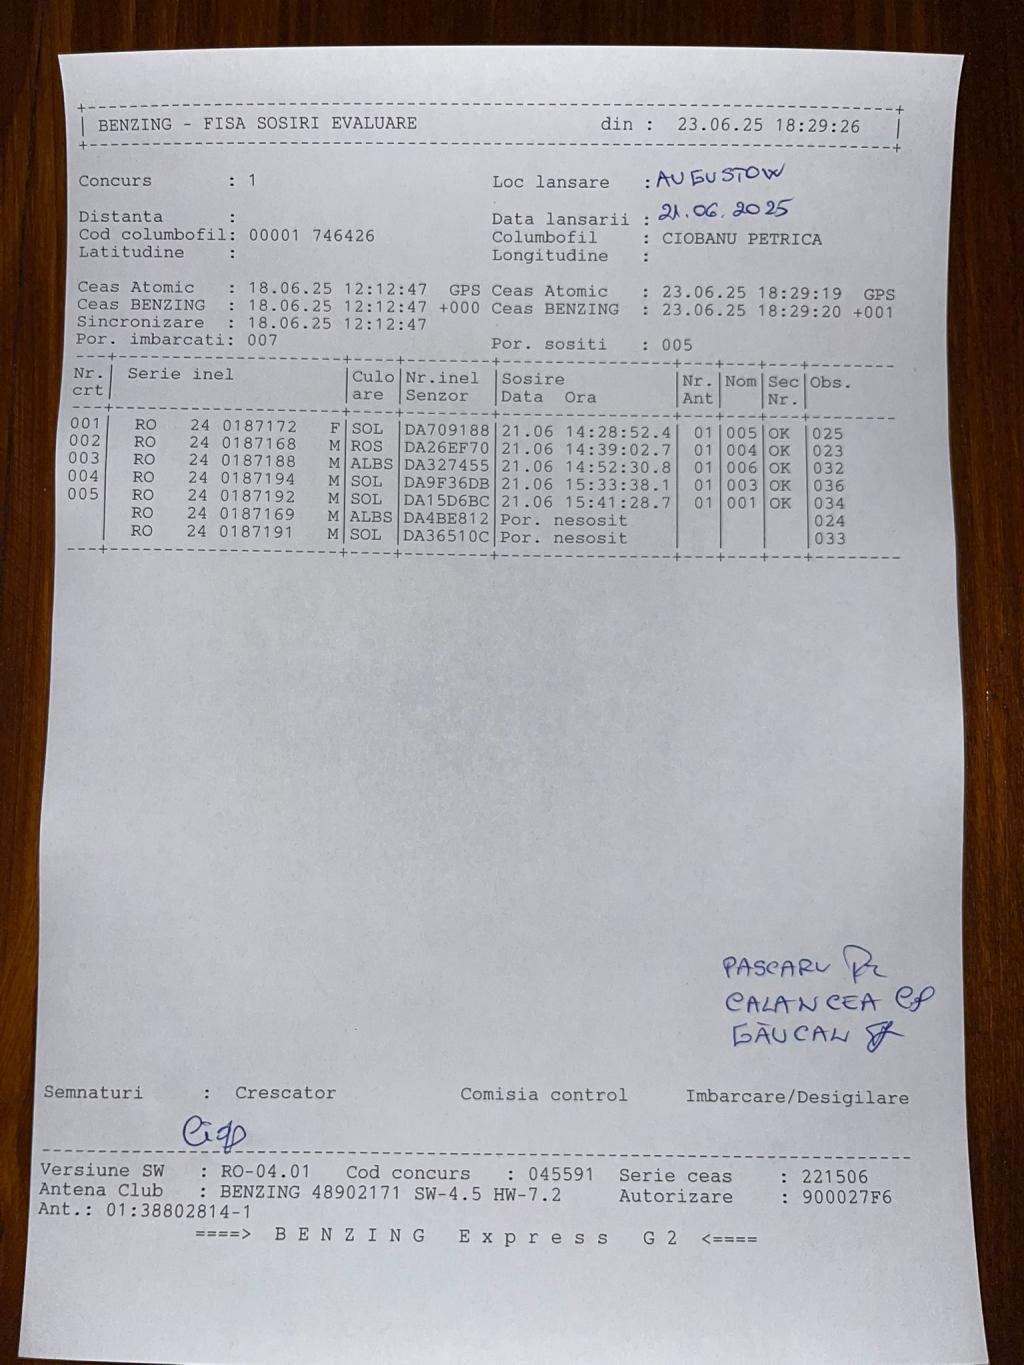 BENZING - FISA SOSIRI EVALUARE din : 23.06.25 18:29:26
Concurs : 1 Loc lansare : AUGUSTOW
Distanta : Data lansarii : 21.06.2025
Cod columbofil: 00001 746426 Columbofil : CIOBANU PETRICA
Latitudine : Longitudine :
Ceas Atomic : 18.06.25 12:12:47 GPS Ceas Atomic : 23.06.25 18:29:19 GPS
Ceas BENZING : 18.06.25 12:12:47 +000 Ceas BENZING : 23.06.25 18:29:20 +001
Sincronizare : 18.06.25 12:12:47
Por. imbarcati: 007 Por. sositi : 005
Nr. Serie inel Culo Nr.inel Sosire Nr. Nom Sec Obs.
crt are Senzor Data Ora Ant Nr.
001 RO 24 0187172 F SOL DA709188 21.06 14:28:52.4 01 005 OK 025
002 RO 24 0187168 M ROS DA26EF70 21.06 14:39:02.7 01 004 OK 023
003 RO 24 0187188 M ALBS DA327455 21.06 14:52:30.8 01 006 OK 032
004 RO 24 0187194 M SOL DA9F36DB 21.06 15:33:38.1 01 003 OK 036
005 RO 24 0187192 M SOL DA15D6BC 21.06 15:41:28.7 01 001 OK 034
RO 24 0187169 M ALBS DA4BE812 Por. nesosit 024
RO 24 0187191 M SOL DA36510C Por. nesosit 033
PASCARU
CALANCEA
GĂUCAN
Semnaturi : Crescator Comisia control Imbarcare/Desigilare
Versiune SW : RO-04.01 Cod concurs : 045591 Serie ceas : 221506
Antena Club : BENZING 48902171 SW-4.5 HW-7.2 Autorizare : 900027F6
Ant.: 01:38802814-1
====> B E N Z I N G E x p r e s s G 2 <====